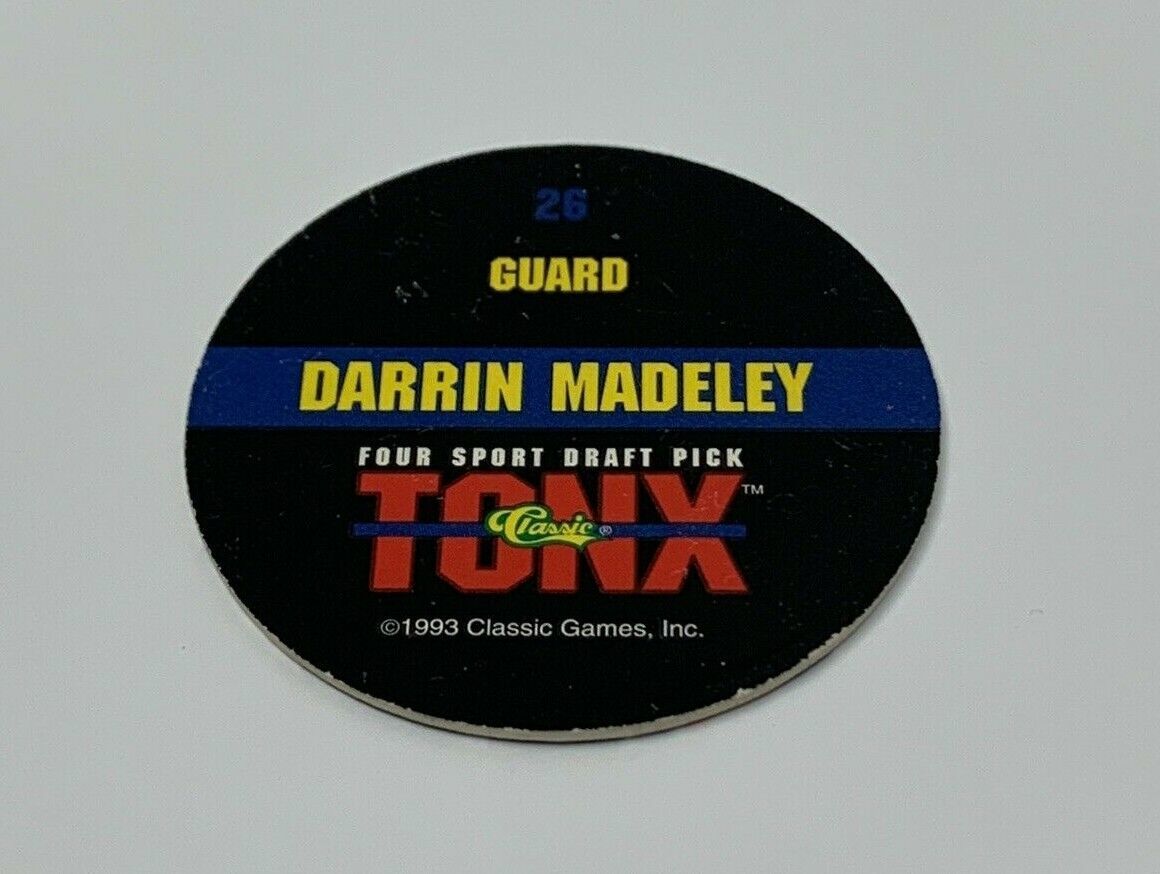 26
GUARD
DARRIN MADELEY
FOUR SPORT DRAFT PICK
TONX™
Classic®
©1993 Classic Games, Inc.